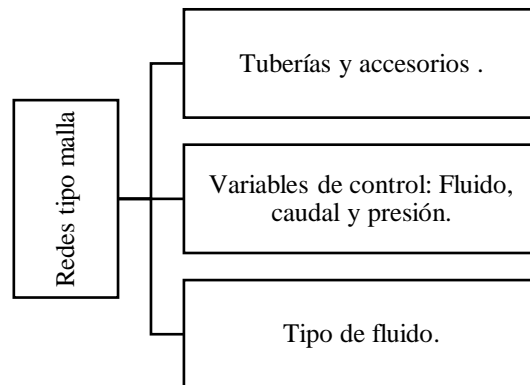 Redes tipo malla
Tuberías y accesorios .
Variables de control: Fluido,
caudal y presión.
Tipo de fluido.